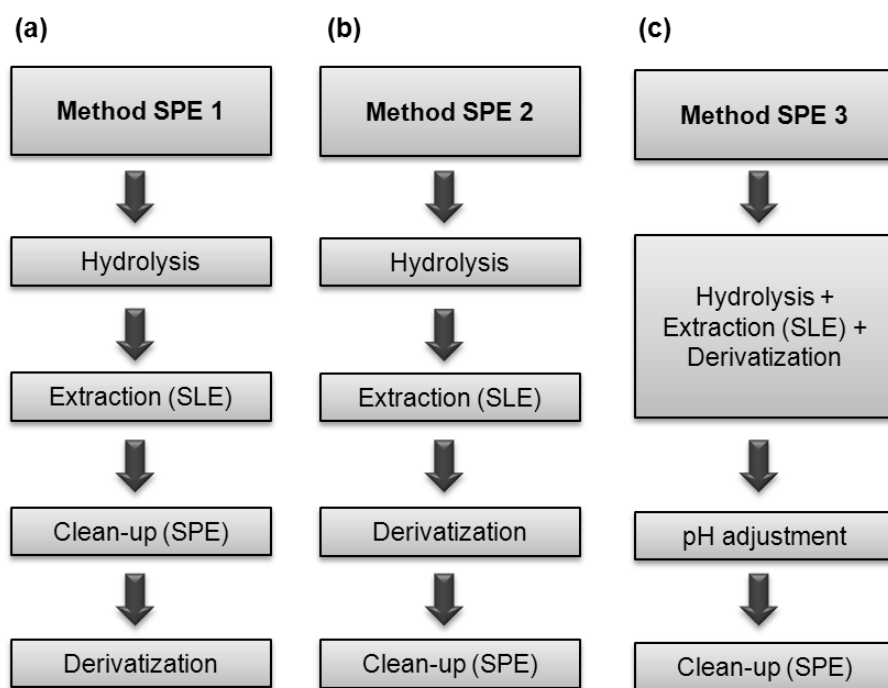 (a)
Method SPE 1
Hydrolysis
Extraction (SLE)
Clean-up (SPE)
Derivatization
(b)
Method SPE 2
Hydrolysis
Extraction (SLE)
Derivatization
Clean-up (SPE)
(c)
Method SPE 3
Hydrolysis +
Extraction (SLE) +
Derivatization
pH adjustment
Clean-up (SPE)